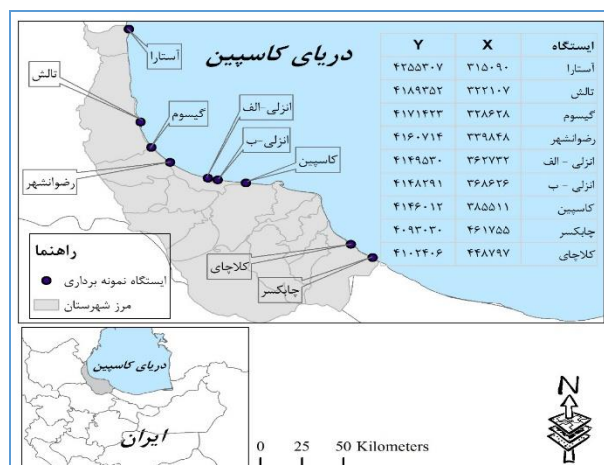 دریای کاسپین
آستارا
تالش
گیسوم
انزلی-الف
انزلی-ب
کاسپین
رضوانشهر
کلاچای
چابکسر
ایستگاه X Y
آستارا ۳۱۵۰۹۰ ۴۲۵۵۳۰۷
تالش ۳۲۲۱۰۷ ۴۱۸۹۳۵۲
گیسوم ۳۲۸۶۲۸ ۴۱۷۱۴۲۳
رضوانشهر ۳۳۹۸۴۸ ۴۱۶۰۷۱۴
انزلی - الف ۳۶۲۷۳۲ ۴۱۴۹۵۳۰
انزلی - ب ۳۶۸۶۲۶ ۴۱۴۸۲۹۱
کاسپین ۳۸۵۵۱۱ ۴۱۴۶۰۱۲
چابکسر ۴۶۱۷۵۵ ۴۰۹۳۰۳۰
کلاچای ۴۴۸۷۹۷ ۴۱۰۲۴۰۶
راهنما
ایستگاه نمونه برداری
مرز شهرستان
دریای کاسپین
ایران
0 25 50 Kilometers
N